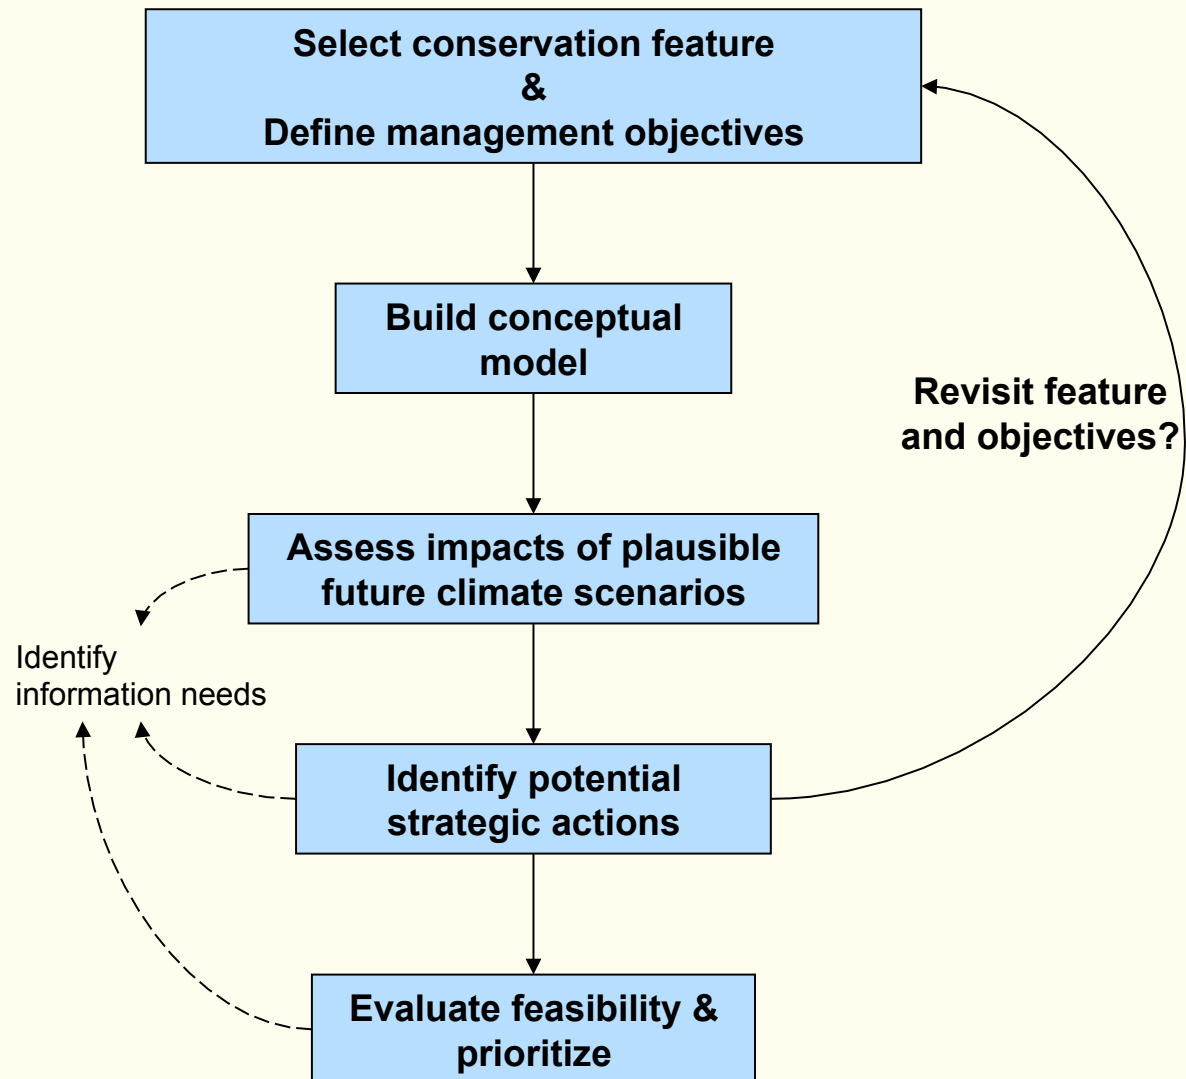 Select conservation feature
&
Define management objectives
Build conceptual
model
Revisit feature
and objectives?
Assess impacts of plausible
future climate scenarios
Identify
information needs
Identify potential
strategic actions
Evaluate feasibility &
prioritize